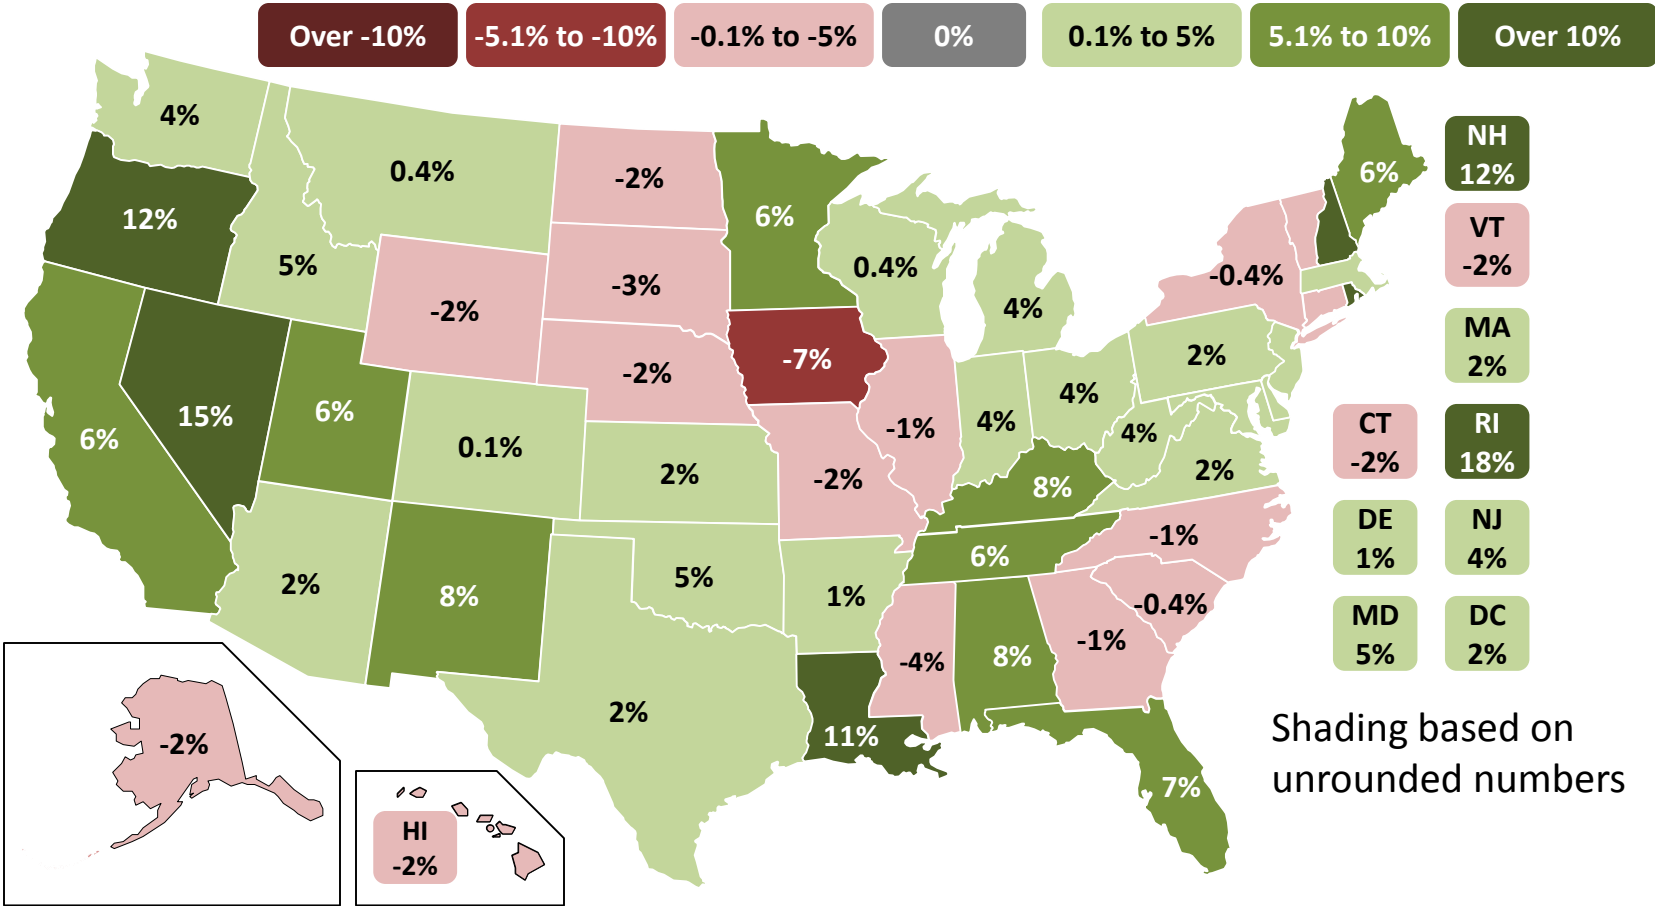 Over -10%
-5.1% to -10%
-0.1% to -5%
0%
0.1% to 5%
5.1% to 10%
Over 10%
4%
0.4%
-2%
6%
6%
NH
12%
12%
5%
-2%
-3%
0.4%
4%
-0.4%
VT
-2%
6%
15%
6%
0.1%
-2%
-7%
-1%
4%
4%
2%
MA
2%
2%
-2%
8%
4%
2%
CT
-2%
RI
18%
2%
8%
5%
1%
6%
-1%
-0.4%
DE
1%
NJ
4%
2%
11%
-4%
8%
-1%
7%
MD
5%
DC
2%
-2%
HI
-2%
Shading based on
unrounded numbers